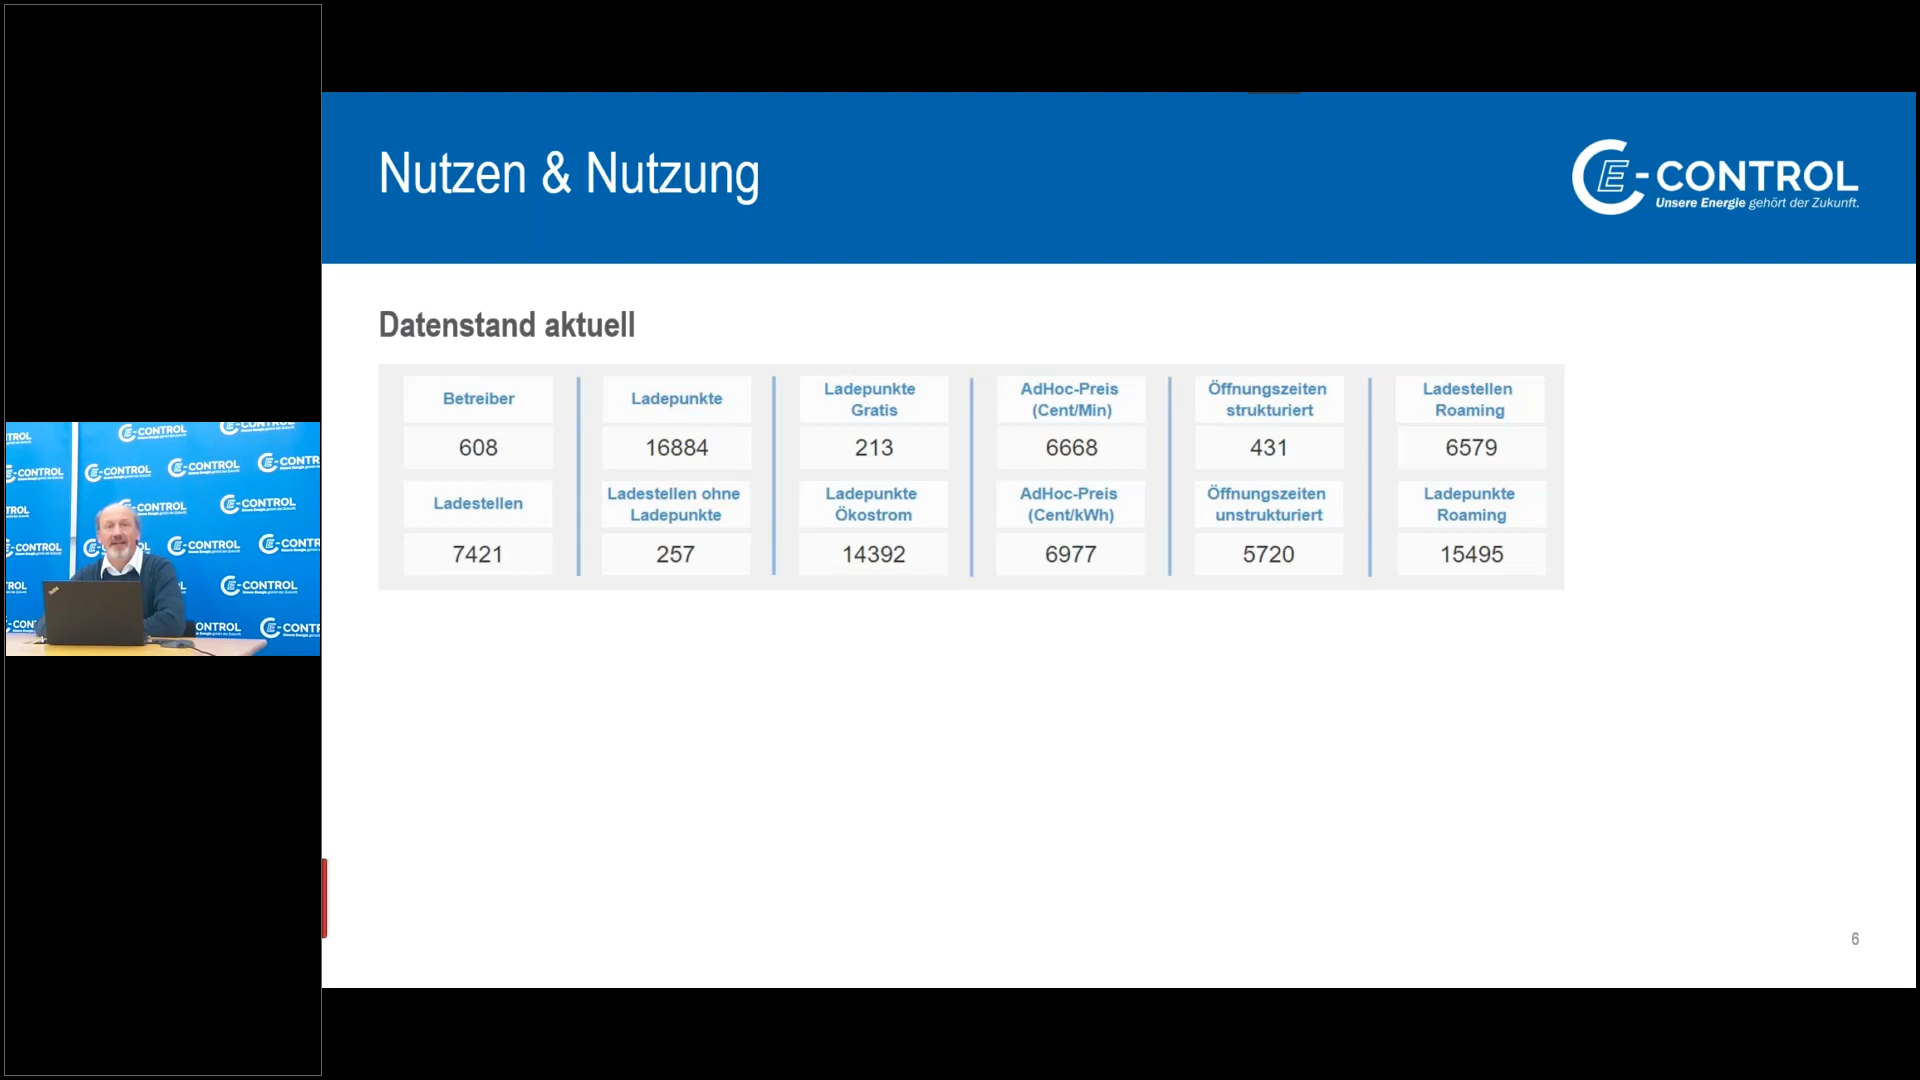 Nutzen & Nutzung
E-CONTROL
Unsere Energie gehört der Zukunft.
Datenstand aktuell
Betreiber
608
Ladestellen
7421
Ladepunkte
16884
Ladestellen ohne
Ladepunkte
257
Ladepunkte
Gratis
213
Ladepunkte
Ökostrom
14392
AdHoc-Preis
(Cent/Min)
6668
AdHoc-Preis
(Cent/kWh)
6977
Öffnungszeiten
strukturiert
431
Öffnungszeiten
unstrukturiert
5720
Ladestellen
Roaming
6579
Ladepunkte
Roaming
15495
6
E-CONTROL